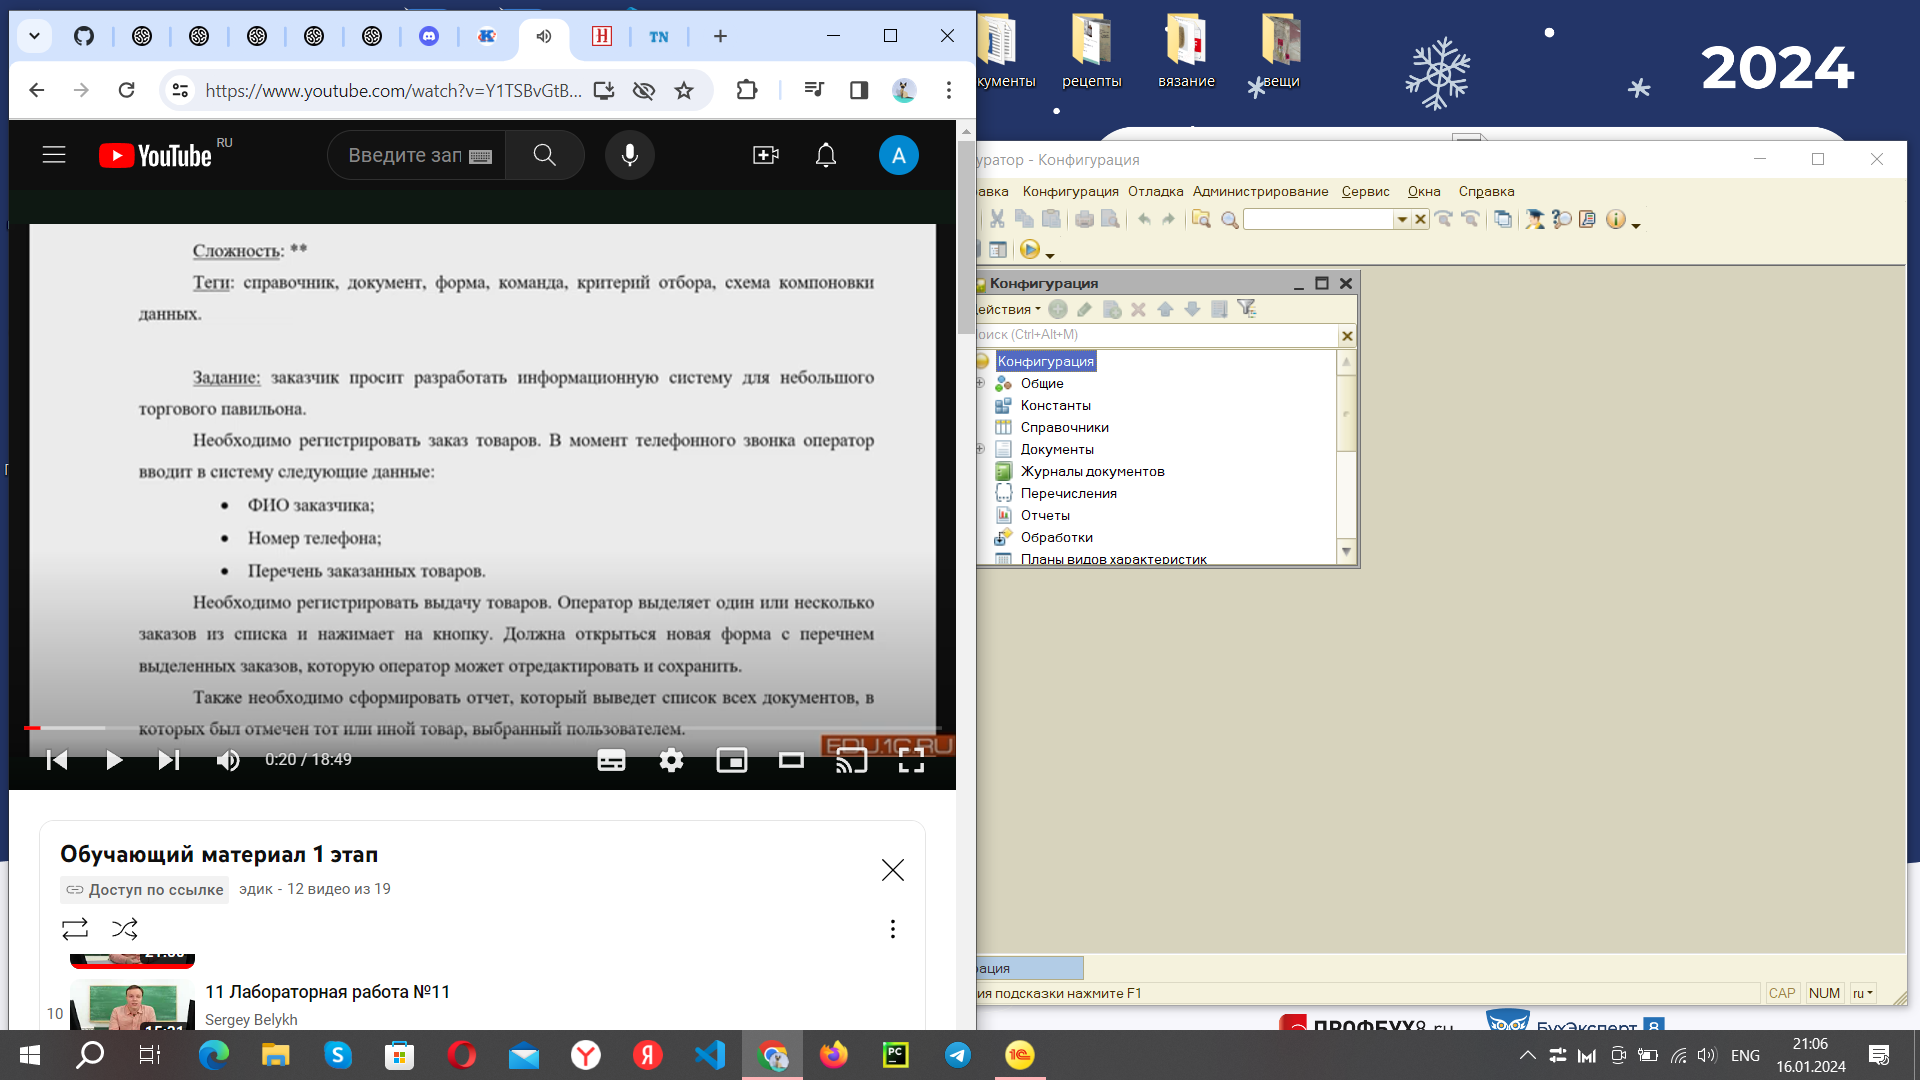 документы
рецепты
вязание
вещи
2024
https://www.youtube.com/watch?v=Y1TSBvGtB...
YouTube
RU
Введите зап
A
Сложность: **
Теги: справочник, документ, форма, команда, критерий отбора, схема компоновки
данных.
Задание: заказчик просит разработать информационную систему для небольшого
торгового павильона.
Необходимо регистрировать заказ товаров. В момент телефонного звонка оператор
вводит в систему следующие данные:
• ФИО заказчика;
• Номер телефона;
• Перечень заказанных товаров.
Необходимо регистрировать выдачу товаров. Оператор выделяет один или несколько
заказов из списка и нажимает на кнопку. Должна открыться новая форма с перечнем
выделенных заказов, которую оператор может отредактировать и сохранить.
Также необходимо сформировать отчет, который выведет список всех документов, в
которых был отмечен тот или иной товар, выбранный пользователем.
EDU.1C.RU
0:20 / 18:49
Обучающий материал 1 этап
Доступ по ссылке
эдик - 12 видео из 19
10
11 Лабораторная работа №11
Sergey Belykh
15:21
уратор - Конфигурация
авка Конфигурация Отладка Администрирование Сервис Окна Справка
Конфигурация
ействия
оиск (Ctrl+Alt+M)
Конфигурация
Общие
Константы
Справочники
Документы
Журналы документов
Перечисления
Отчеты
Обработки
Планы видов характеристик
рация
ия подсказки нажмите F1
CAP NUM ru
ПРОФБУХ8.ru
БухЭксперт 8
ENG
21:06
16.01.2024